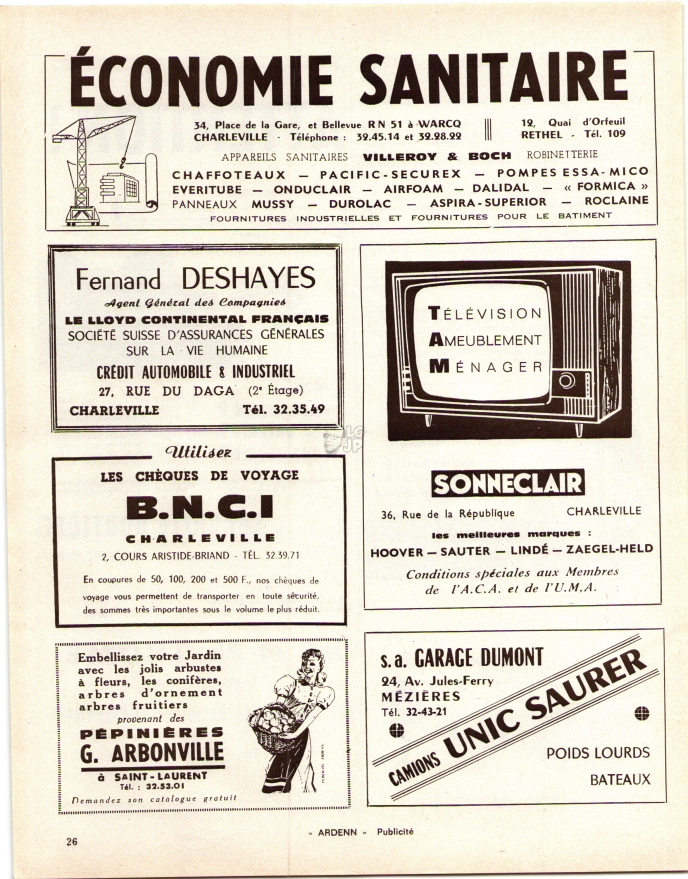 ÉCONOMIE SANITAIRE
34, Place de la Gare, et Bellevue R N 51 à WARCQ
CHARLEVILLE - Téléphone : 32.45.14 et 32.28.22
12, Quai d'Orfeuil
RETHEL - Tél. 109
APPAREILS SANITAIRES VILLEROY & BOCH ROBINETTERIE
CHAFFOTEAUX — PACIFIC-SECUREX — POMPES ESSA-MICO
EVERITUBE — ONDUCLAIR — AIRFOAM — DALIDAL — « FORMICA »
PANNEAUX MUSSY — DUROLAC — ASPIRA-SUPERIOR — ROCLAINE
FOURNITURES INDUSTRIELLES ET FOURNITURES POUR LE BATIMENT
Fernand DESHAYES
Agent Général des Compagnies
LE LLOYD CONTINENTAL FRANÇAIS
SOCIÉTÉ SUISSE D'ASSURANCES GÉNÉRALES
SUR LA VIE HUMAINE
CRÉDIT AUTOMOBILE & INDUSTRIEL
27, RUE DU DAGA (2e Étage)
CHARLEVILLE Tél. 32.35.49
TÉLÉVISION
AMEUBLEMENT
MÉNAGER
SONNECLAIR
36, Rue de la République CHARLEVILLE
les meilleures marques :
HOOVER — SAUTER — LINDÉ — ZAEGEL-HELD
Conditions spéciales aux Membres
de l'A.C.A. et de l'U.M.A.
LG
JP
Utilisez
LES CHÈQUES DE VOYAGE
B.N.C.I
CHARLEVILLE
2, COURS ARISTIDE-BRIAND - TÉL. 32.39.71
En coupures de 50, 100, 200 et 500 F., nos chèques de
voyage vous permettent de transporter en toute sécurité,
des sommes très importantes sous le volume le plus réduit.
Embellissez votre Jardin
avec les jolis arbustes
à fleurs, les conifères,
arbres d'ornement
arbres fruitiers
provenant des
PÉPINIÈRES
G. ARBONVILLE
à SAINT-LAURENT
Tél. : 32.53.01
Demandez son catalogue gratuit
s.a. GARAGE DUMONT
24, Av. Jules-Ferry
MÉZIÈRES
Tél. 32-43-21
CAMIONS UNIC SAURER
POIDS LOURDS
BATEAUX
« ARDENN » Publicité
26